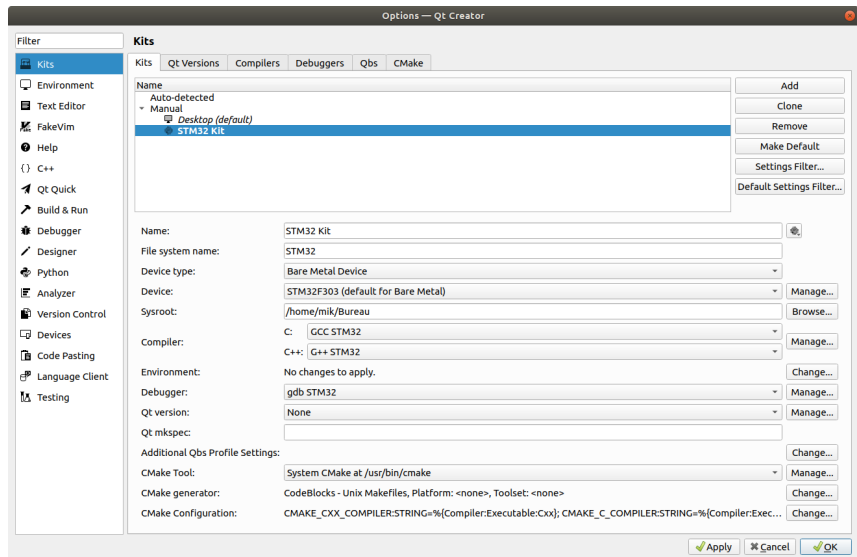 Options — Qt Creator
Filter
Kits
Environment
Text Editor
FakeVim
Help
{} C++
Qt Quick
Build & Run
Debugger
Designer
Python
Analyzer
Version Control
Devices
Code Pasting
Language Client
Testing
Kits
Kits Qt Versions Compilers Debuggers Qbs CMake
Name
Auto-detected
Manual
Desktop (default)
STM32 Kit
Add
Clone
Remove
Make Default
Settings Filter...
Default Settings Filter...
Name: STM32 Kit
File system name: STM32
Device type: Bare Metal Device
Device: STM32F303 (default for Bare Metal) Manage...
Sysroot: /home/mik/Bureau Browse...
Compiler: C: GCC STM32 Manage...
C++: G++ STM32
Environment: No changes to apply. Change...
Debugger: gdb STM32 Manage...
Qt version: None Manage...
Qt mkspec:
Additional Qbs Profile Settings: Change...
CMake Tool: System CMake at /usr/bin/cmake Manage...
CMake generator: CodeBlocks - Unix Makefiles, Platform: <none>, Toolset: <none> Change...
CMake Configuration: CMAKE_CXX_COMPILER:STRING=%{Compiler:Executable:Cxx}; CMAKE_C_COMPILER:STRING=%{Compiler:Exec... Change...
Apply Cancel OK